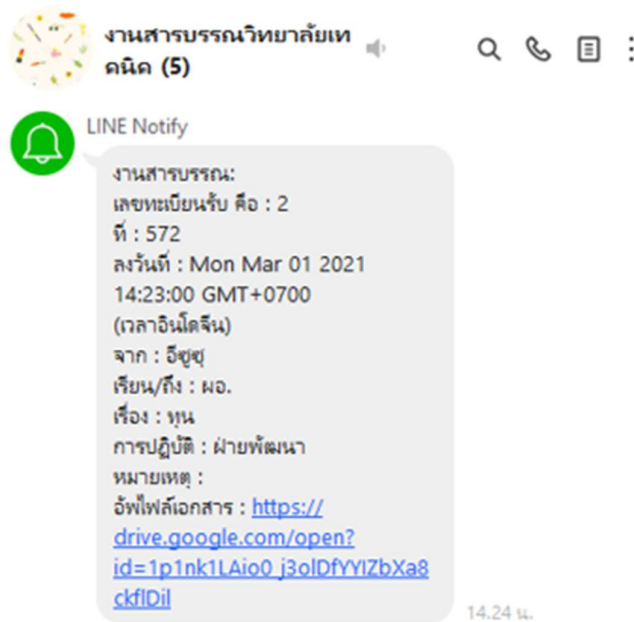 งานสารบรรณวิทยาลัยเท
คนิค (5)
LINE Notify
งานสารบรรณ:
เลขทะเบียนรับ คือ : 2
ที่ : 572
ลงวันที่ : Mon Mar 01 2021
14:23:00 GMT+0700
(เวลาอินโดจีน)
จาก : อีซูซุ
เรียน/ถึง : ผอ.
เรื่อง : ทุน
การปฏิบัติ : ฝ่ายพัฒนา
หมายเหตุ :
อัพไฟล์เอกสาร : https://
drive.google.com/open?
id=1p1nk1LAio0_j3olDfYYIZbXa8
ckflDil
14.24 น.